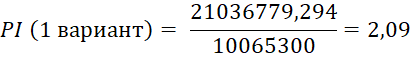 PI (1 вариант) = 21036779,294 / 10065300 = 2,09